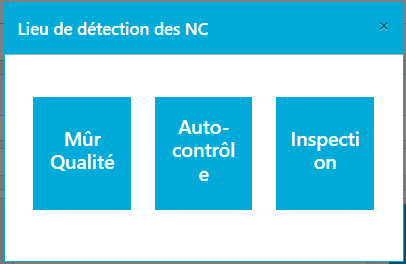 Lieu de détection des NC
×
Mûr
Qualité
Auto-
contrôl
e
Inspecti
on